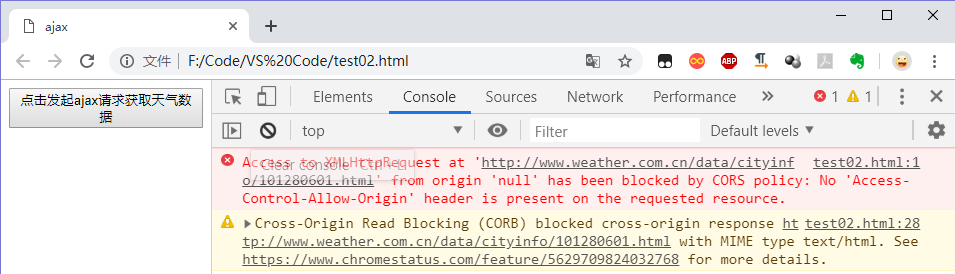 ajax
文件 F:/Code/VS%20Code/test02.html
ABP
点击发起ajax请求获取天气数
据
Elements Console Sources Network Performance 1 1
top Filter Default levels
Clear console Ctrl+L
Access to XMLHttpRequest at 'http://www.weather.com.cn/data/cityinf test02.html:1
o/101280601.html' from origin 'null' has been blocked by CORS policy: No 'Access-
Control-Allow-Origin' header is present on the requested resource.
Cross-Origin Read Blocking (CORB) blocked cross-origin response ht test02.html:28
tp://www.weather.com.cn/data/cityinfo/101280601.html with MIME type text/html. See
https://www.chromestatus.com/feature/5629709824032768 for more details.